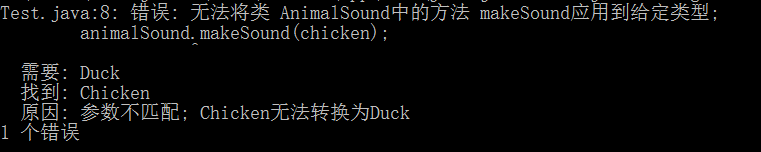 Test.java:8: 错误: 无法将类 AnimalSound中的方法 makeSound应用到给定类型;
animalSound.makeSound(chicken);
^
需要: Duck
找到: Chicken
原因: 参数不匹配; Chicken无法转换为Duck
1 个错误